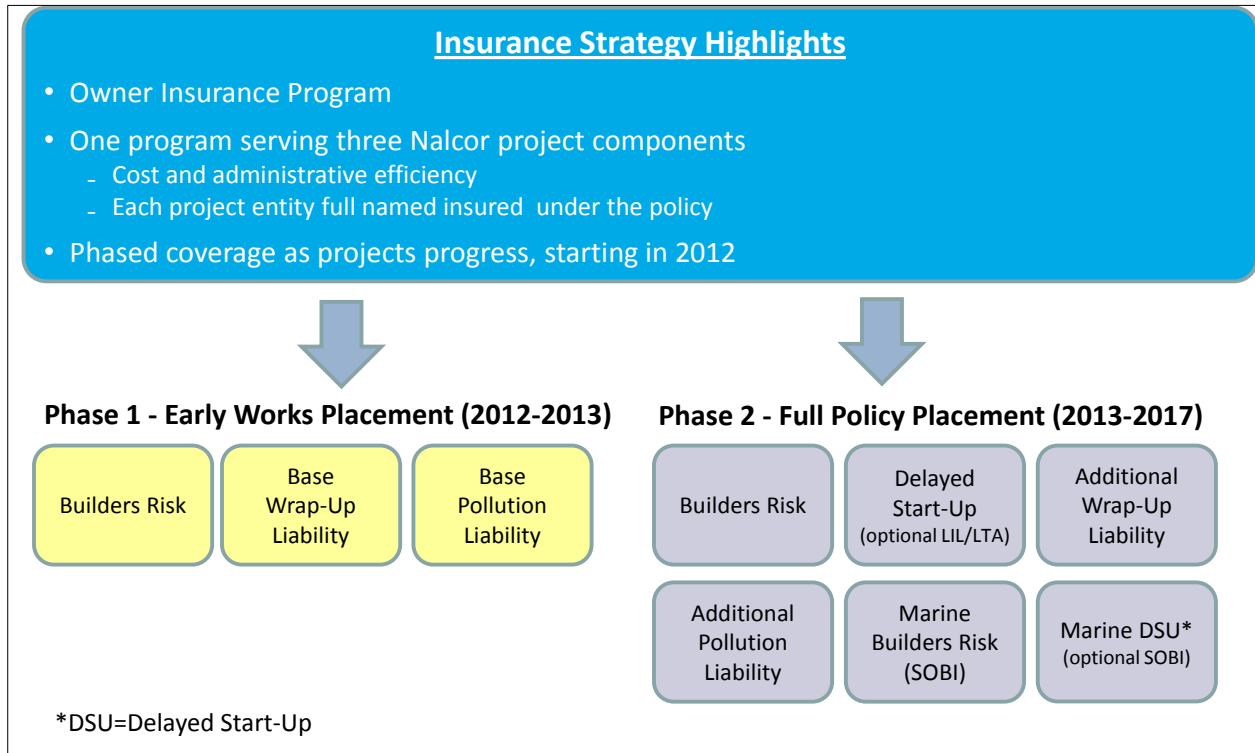 Insurance Strategy Highlights
• Owner Insurance Program
• One program serving three Nalcor project components
– Cost and administrative efficiency
– Each project entity full named insured under the policy
• Phased coverage as projects progress, starting in 2012
Phase 1 - Early Works Placement (2012-2013)
Builders Risk
Base
Wrap-Up
Liability
Base
Pollution
Liability
Phase 2 - Full Policy Placement (2013-2017)
Builders Risk
Delayed
Start-Up
(optional LIL/LTA)
Additional
Wrap-Up
Liability
Additional
Pollution
Liability
Marine
Builders Risk
(SOBI)
Marine DSU*
(optional SOBI)
*DSU=Delayed Start-Up